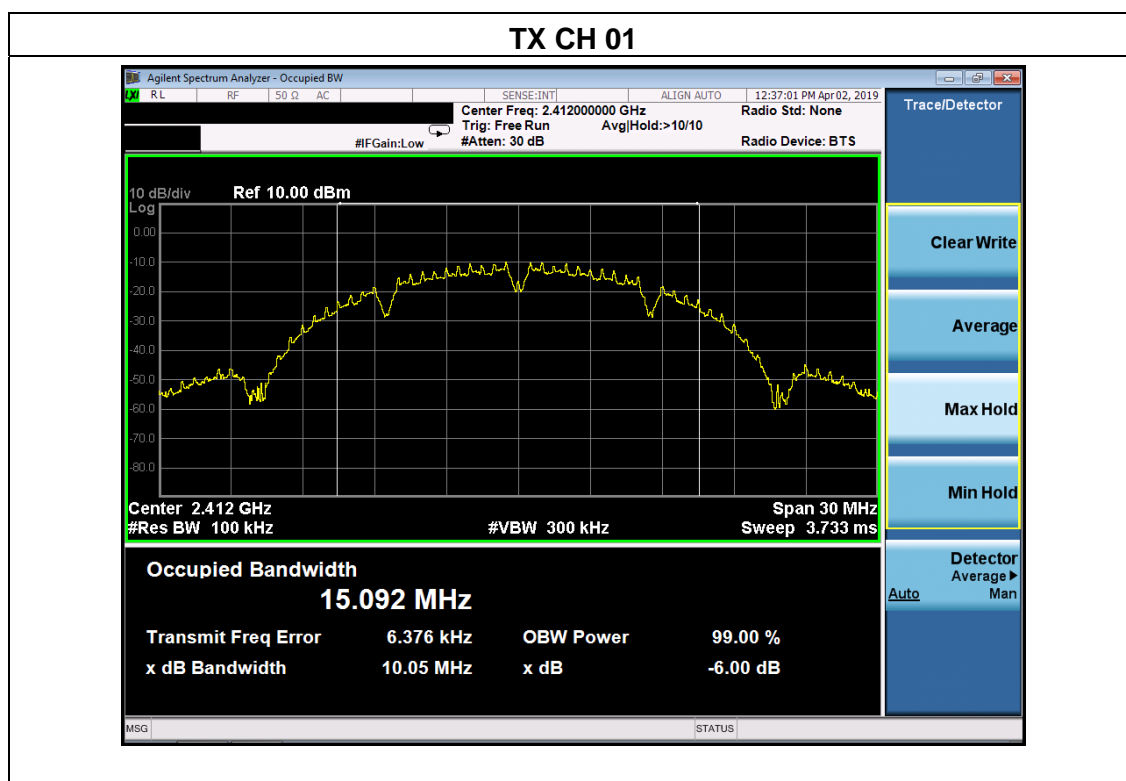 TX CH 01
Agilent Spectrum Analyzer - Occupied BW
LXI RL RF 50 Ω AC SENSE:INT ALIGN AUTO 12:37:01 PM Apr 02, 2019
Center Freq: 2.412000000 GHz Radio Std: None
Trig: Free Run Avg|Hold:>10/10
#IFGain:Low #Atten: 30 dB Radio Device: BTS
Trace/Detector
10 dB/div Ref 10.00 dBm
Log
0.00
-10.0
-20.0
-30.0
-40.0
-50.0
-60.0
-70.0
-80.0
Center 2.412 GHz Span 30 MHz
#Res BW 100 kHz #VBW 300 kHz Sweep 3.733 ms
Clear Write
Average
Max Hold
Min Hold
Detector
Average▶
Auto Man
Occupied Bandwidth
15.092 MHz
Transmit Freq Error 6.376 kHz OBW Power 99.00 %
x dB Bandwidth 10.05 MHz x dB -6.00 dB
MSG STATUS